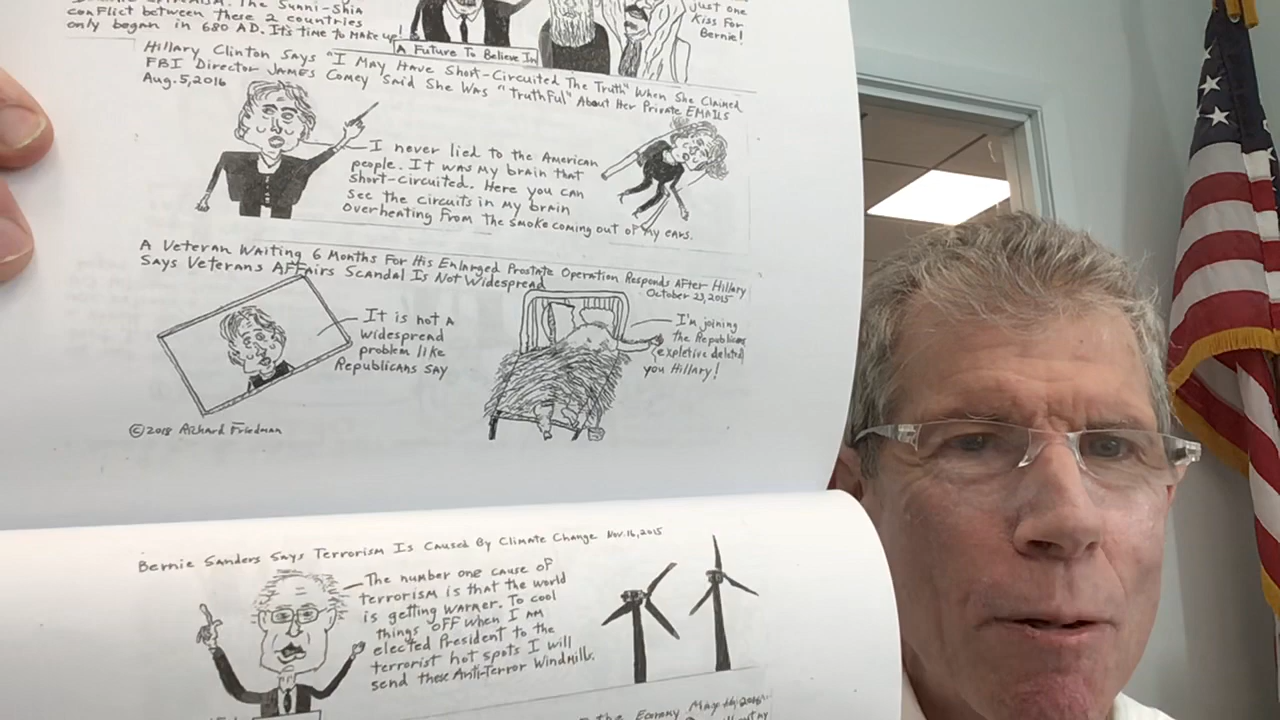 The Sunni-Shia
conflict between these 2 countries
only began in 680 AD. It's time to make up!
A Future To Believe In
just one
Kiss For
Bernie!
Hillary Clinton Says "I May Have Short-Circuited The Truth" When She Claimed
FBI Director James Comey Said She Was "Truthful" About Her Private EMAILS
Aug. 5, 2016
I never lied to the American
people. It was my brain that
short-circuited. Here you can
see the circuits in my brain
overheating from the smoke coming out of my ears.
A Veteran Waiting 6 Months For His Enlarged Prostate Operation Responds After Hillary
Says Veterans Affairs Scandal Is Not Widespread
October 23, 2015
It is not a
widespread
problem like
Republicans say
I'm joining
the Republicans
(expletive deleted)
you Hillary!
©2018 Richard Friedman
Bernie Sanders Says Terrorism Is Caused By Climate Change Nov. 16, 2015
The number one cause of
terrorism is that the world
is getting warmer. To cool
things off when I am
elected President to the
terrorist hot spots I will
send these Anti-Terror Windmills.
the Economy May 16, 2016